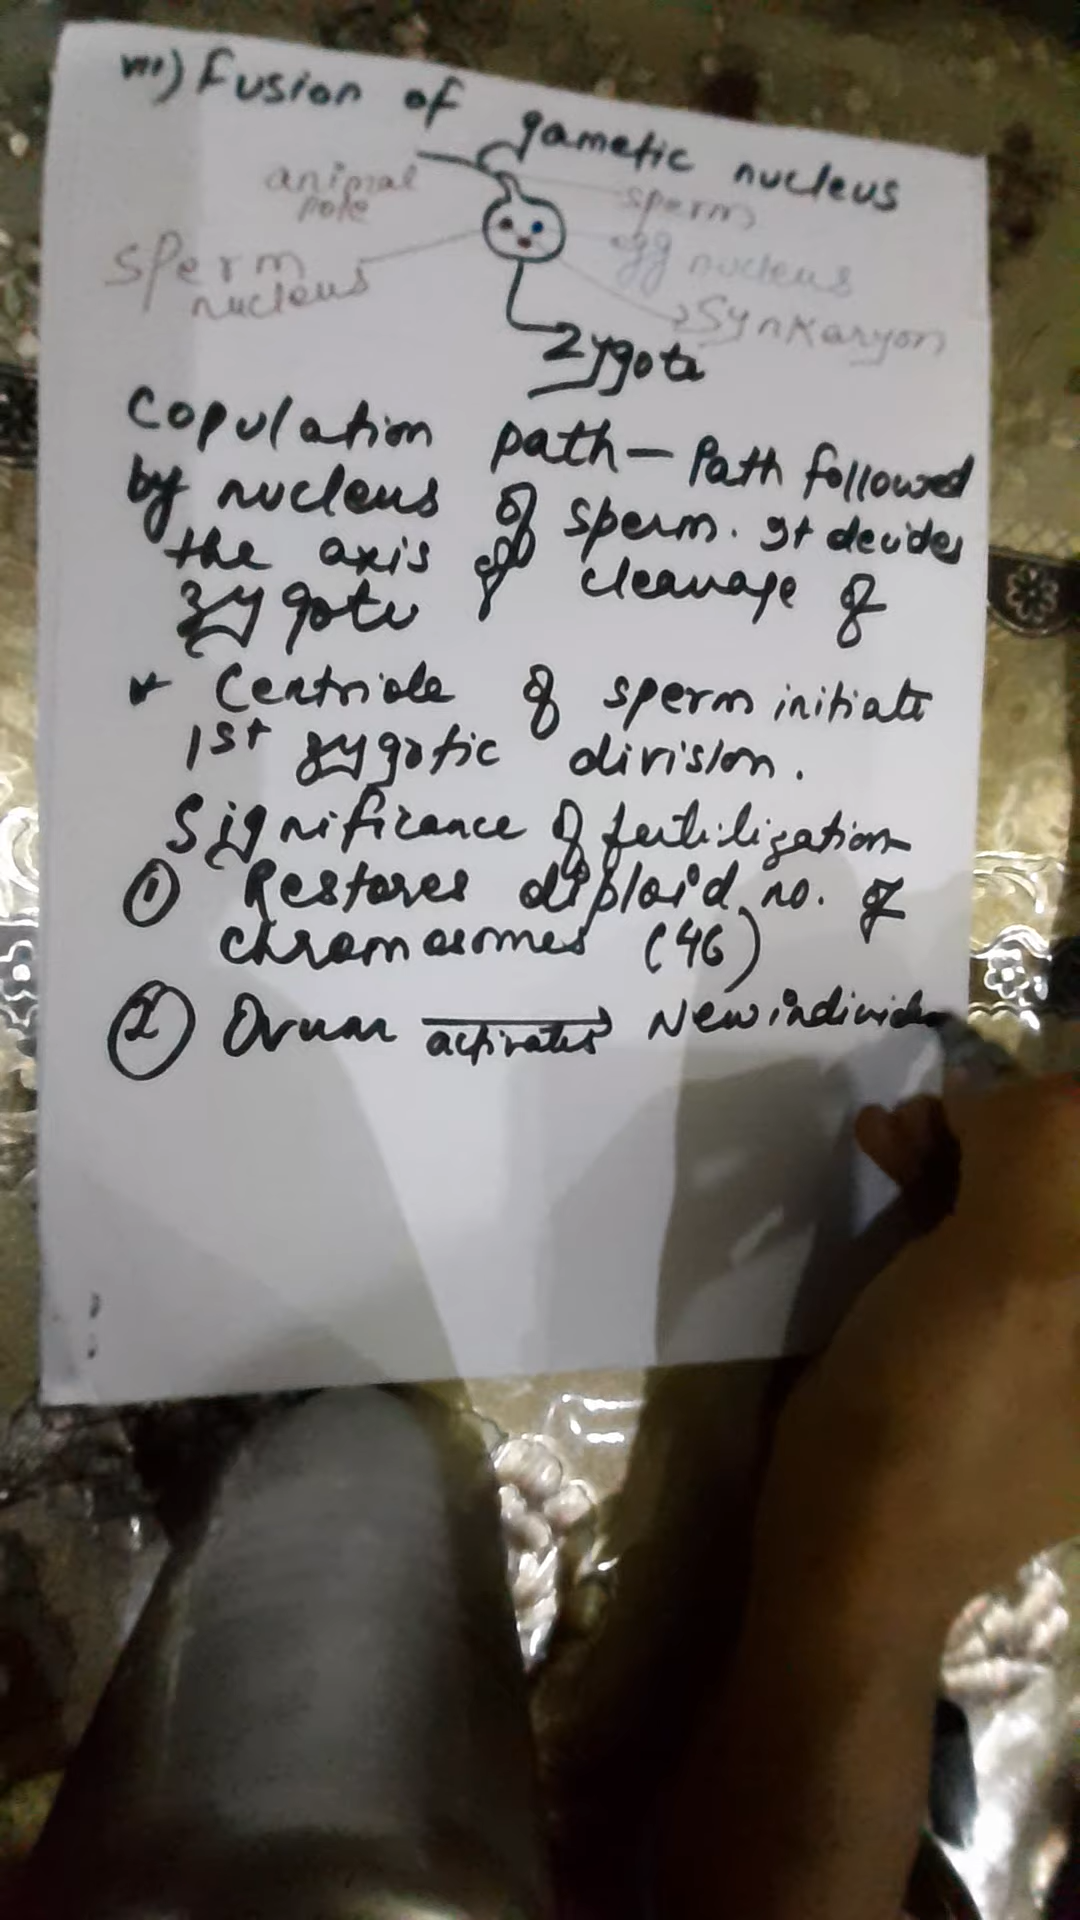 viii) Fusion of gametic nucleus
animal pole
sperm
sperm nucleus
egg nucleus
Synkaryon
Zygote
Copulation path – Path followed
by nucleus of sperm. It decides
the axis of cleavage of
zygote
* Centriole of sperm initiate
1st zygotic division.
Significance of fertilization
① Restores diploid no. of
chromosomes (46)
② Ovum activates → New